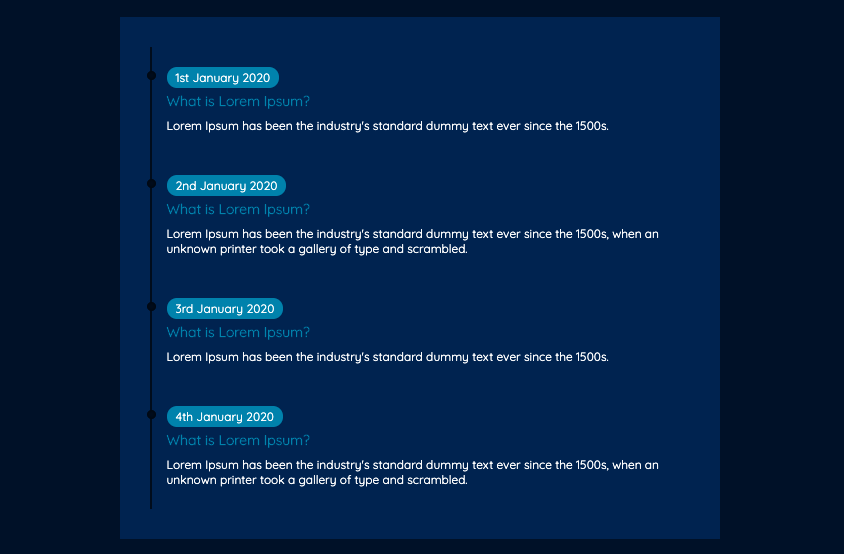 1st January 2020
What is Lorem Ipsum?
Lorem Ipsum has been the industry's standard dummy text ever since the 1500s.
2nd January 2020
What is Lorem Ipsum?
Lorem Ipsum has been the industry's standard dummy text ever since the 1500s, when an
unknown printer took a gallery of type and scrambled.
3rd January 2020
What is Lorem Ipsum?
Lorem Ipsum has been the industry's standard dummy text ever since the 1500s.
4th January 2020
What is Lorem Ipsum?
Lorem Ipsum has been the industry's standard dummy text ever since the 1500s, when an
unknown printer took a gallery of type and scrambled.